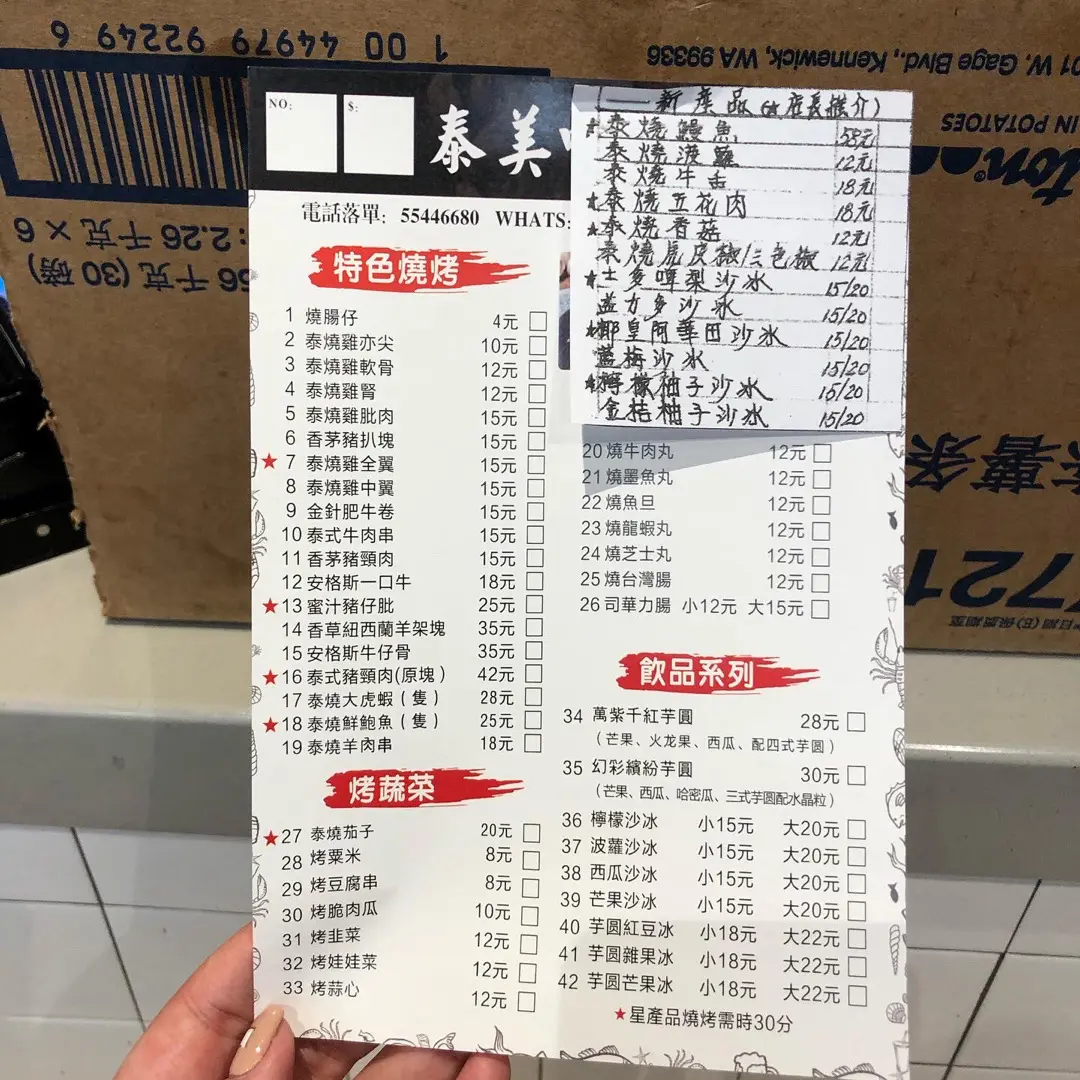 1 00 44979 92249 6
01 W. Gage Blvd., Kennewick, WA 99336
IN POTATOES
: 2.26 千克 × 6
56 千克 (30 磅)
7721
NO:
$:
泰美
電話落單: 55446680 WHATS
(一新產品 (☆店長推介)
★泰燒鰻魚 58元
泰燒菠蘿 12元
泰燒牛舌 18元
★泰燒五花肉 18元
★泰燒香菇 12元
泰燒虎皮椒/三色椒 12元
★士多啤梨沙冰 15/20
益力多沙冰 15/20
★椰皇阿華田沙冰 15/20
藍梅沙冰 15/20
★檸檬柚子沙冰 15/20
金桔柚子沙冰 15/20
特色燒烤
1 燒腸仔 4元
2 泰燒雞亦尖 10元
3 泰燒雞軟骨 12元
4 泰燒雞腎 12元
5 泰燒雞肶肉 15元
6 香茅豬扒塊 15元
★ 7 泰燒雞全翼 15元
8 泰燒雞中翼 15元
9 金針肥牛卷 15元
10 泰式牛肉串 15元
11 香茅豬頸肉 15元
12 安格斯一口牛 18元
★ 13 蜜汁豬仔肶 25元
14 香草紐西蘭羊架塊 35元
15 安格斯牛仔骨 35元
★ 16 泰式豬頸肉(原塊) 42元
17 泰燒大虎蝦(隻) 28元
★ 18 泰燒鮮鮑魚(隻) 25元
19 泰燒羊肉串 18元
烤蔬菜
★ 27 泰燒茄子 20元
28 烤粟米 8元
29 烤豆腐串 8元
30 烤脆肉瓜 10元
31 烤韭菜 12元
32 烤娃娃菜 12元
33 烤蒜心 12元
20 燒牛肉丸 12元
21 燒墨魚丸 12元
22 燒魚旦 12元
23 燒龍蝦丸 12元
24 燒芝士丸 12元
25 燒台灣腸 12元
26 司華力腸 小12元 大15元
飲品系列
34 萬紫千紅芋圓 28元
(芒果、火龙果、西瓜、配四式芋圆)
35 幻彩繽紛芋圓 30元
(芒果、西瓜、哈密瓜、三式芋圆配水晶粒)
36 檸檬沙冰 小15元 大20元
37 波蘿沙冰 小15元 大20元
38 西瓜沙冰 小15元 大20元
39 芒果沙冰 小15元 大20元
40 芋圆紅豆冰 小18元 大22元
41 芋圆雜果冰 小18元 大22元
42 芋圆芒果冰 小18元 大22元
★星產品燒烤需時30分